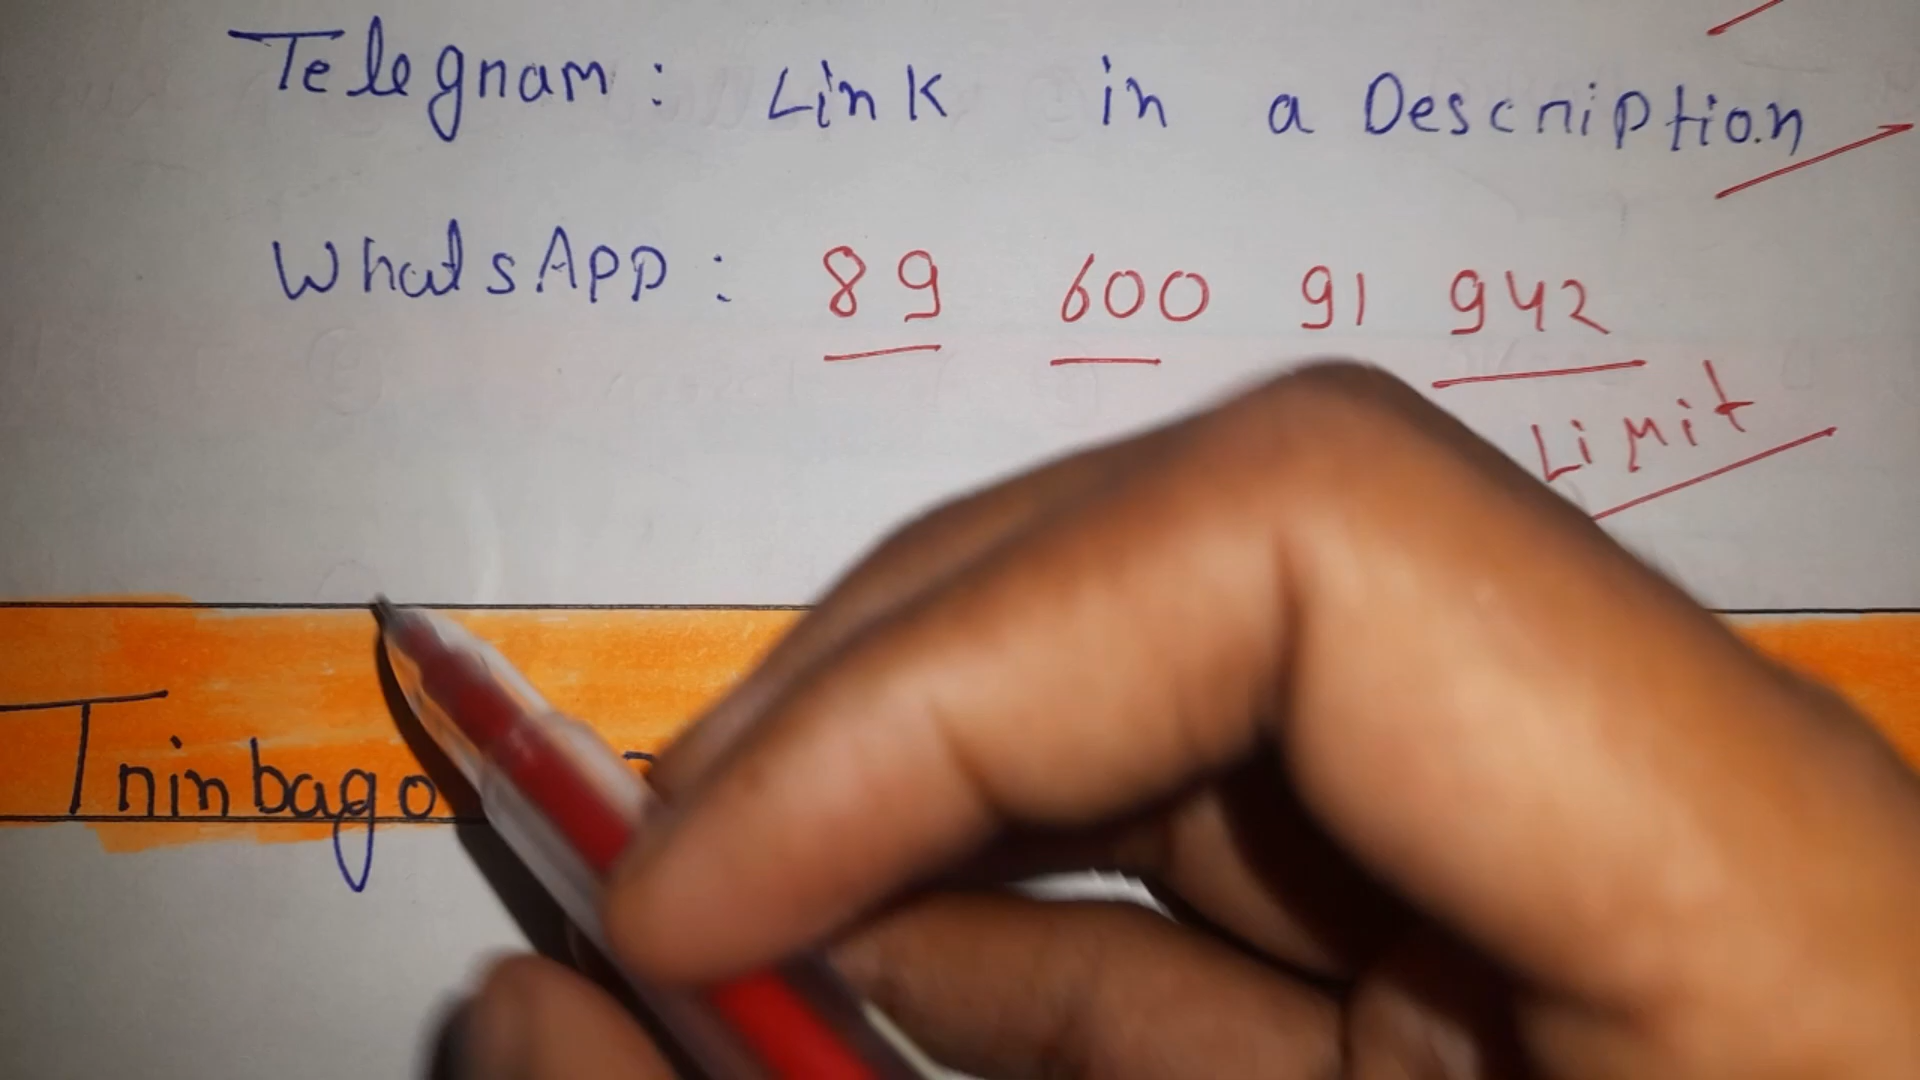 Telegnam: Link in a Descniption
WhatsApp: 89 600 91 942
Limit
Tninbago